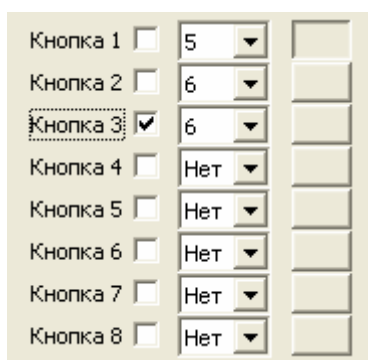 Кнопка 1 5
Кнопка 2 6
Кнопка 3 6
Кнопка 4 Нет
Кнопка 5 Нет
Кнопка 6 Нет
Кнопка 7 Нет
Кнопка 8 Нет